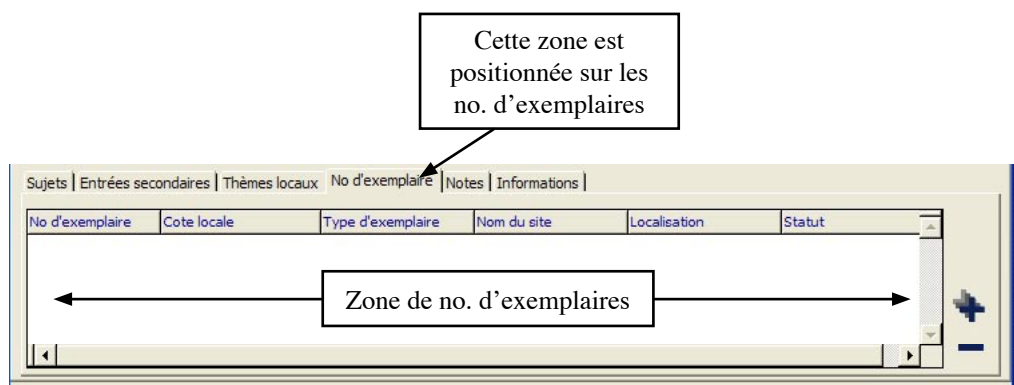 Cette zone est
positionnée sur les
no. d’exemplaires
Sujets Entrées secondaires Thèmes locaux No d'exemplaire Notes Informations
No d'exemplaire Cote locale Type d'exemplaire Nom du site Localisation Statut
Zone de no. d’exemplaires